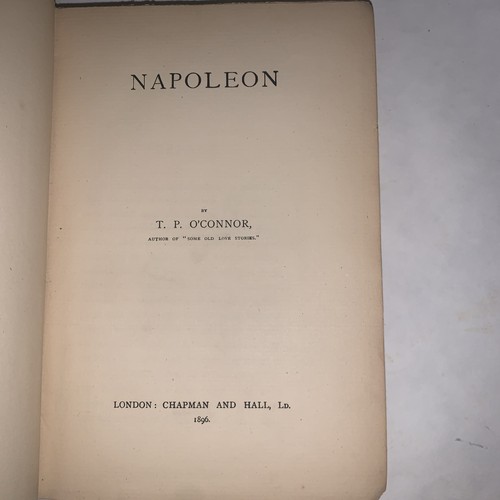 NAPOLEON
BY
T. P. O'CONNOR,
AUTHOR OF "SOME OLD LOVE STORIES."
LONDON: CHAPMAN AND HALL, LD.
1896.